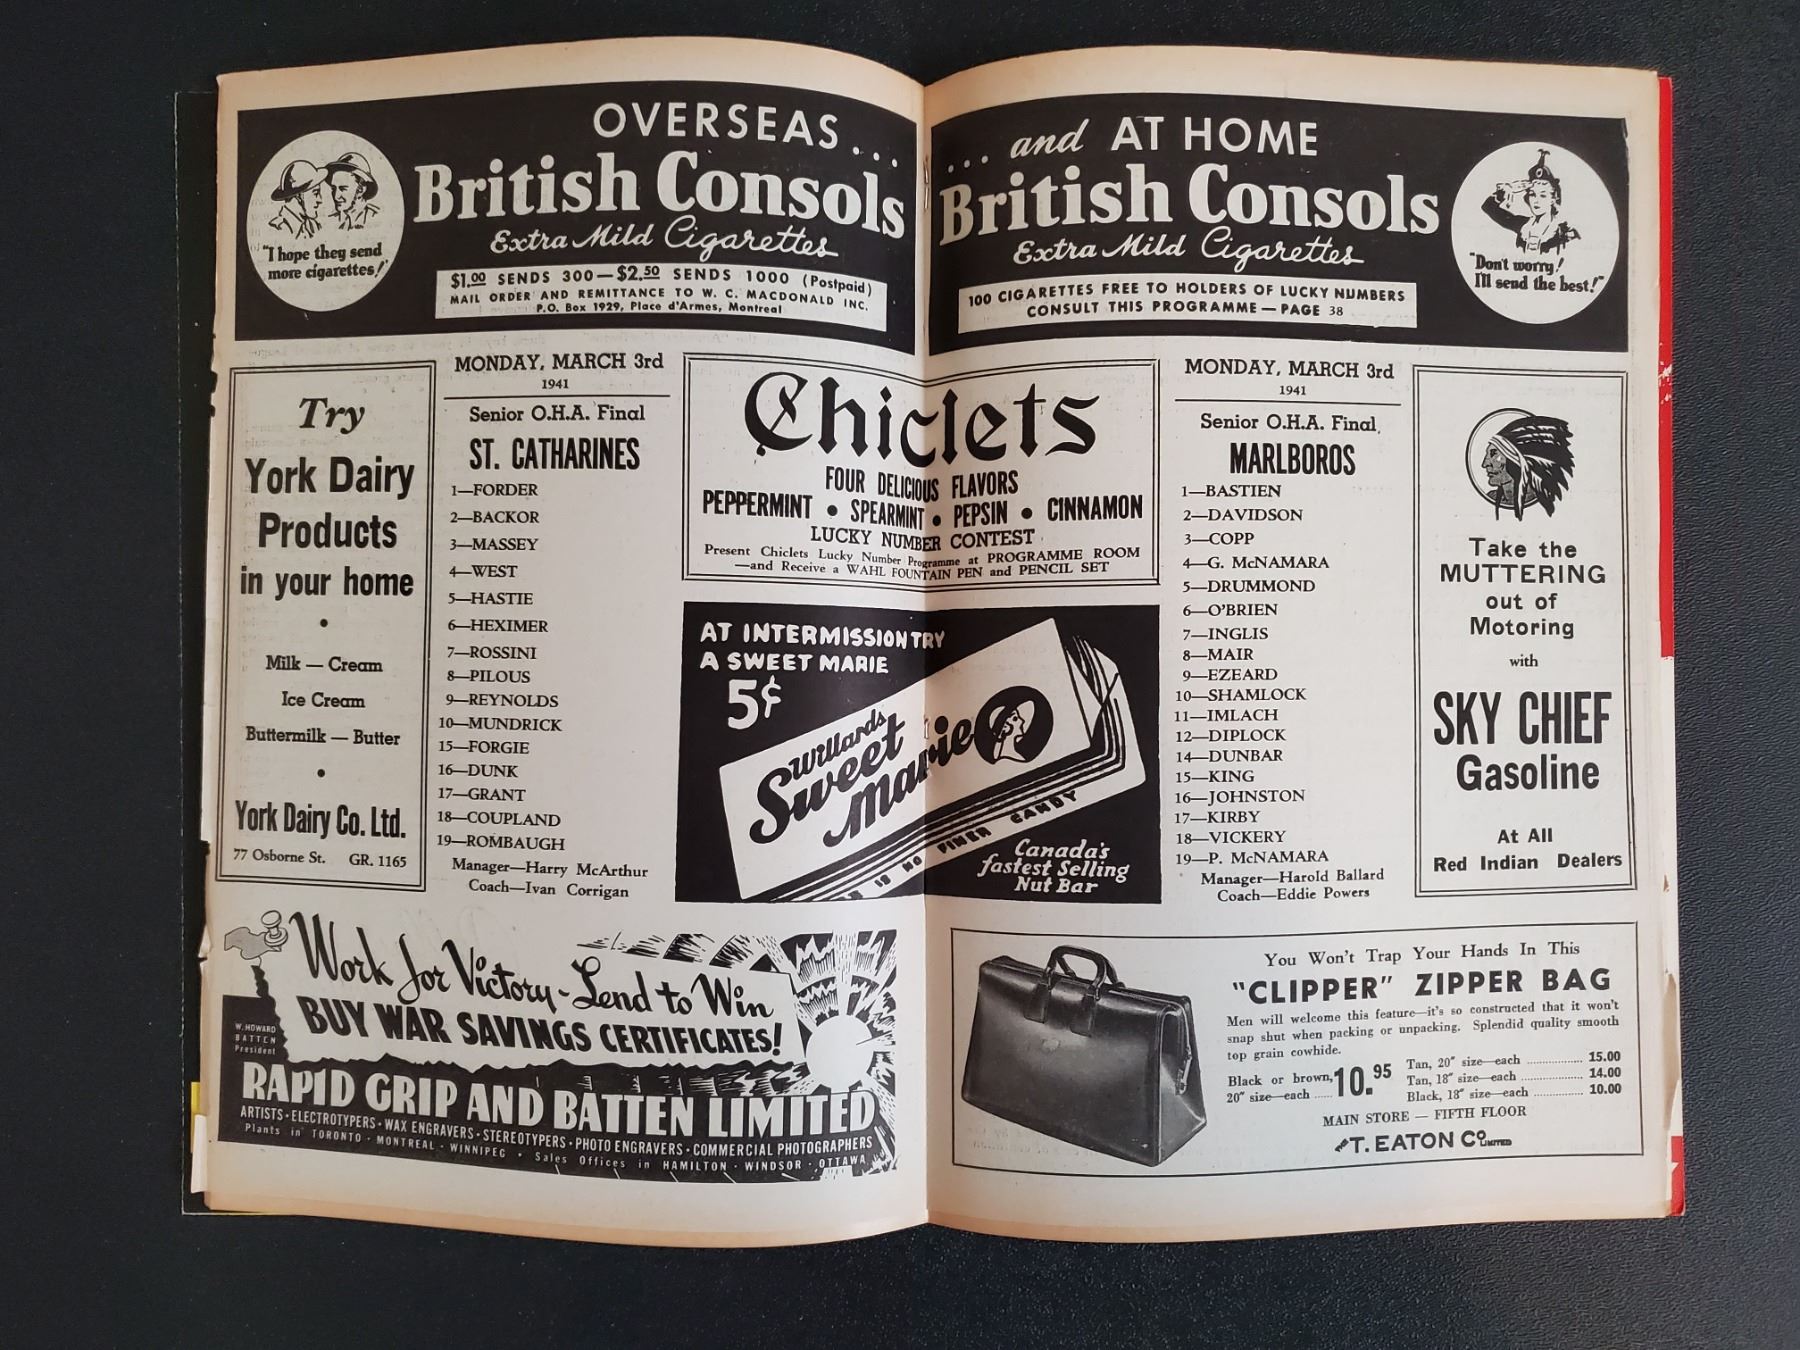 OVERSEAS...
British Consols
Extra Mild Cigarettes
"I hope they send
more cigarettes!"
$1.00 SENDS 300—$2.50 SENDS 1000 (Postpaid)
MAIL ORDER AND REMITTANCE TO W. C. MACDONALD INC.
P.O. Box 1929, Place d'Armes, Montreal
...and AT HOME
British Consols
Extra Mild Cigarettes
100 CIGARETTES FREE TO HOLDERS OF LUCKY NUMBERS
CONSULT THIS PROGRAMME—PAGE 38
"Don't worry!
I'll send the best!"
Try
York Dairy
Products
in your home
•
Milk — Cream
Ice Cream
Buttermilk — Butter
•
York Dairy Co. Ltd.
77 Osborne St. GR. 1165
MONDAY, MARCH 3rd
1941
Senior O.H.A. Final
ST. CATHARINES
1—FORDER
2—BACKOR
3—MASSEY
4—WEST
5—HASTIE
6—HEXIMER
7—ROSSINI
8—PILOUS
9—REYNOLDS
10—MUNDRICK
15—FORGIE
16—DUNK
17—GRANT
18—COUPLAND
19—ROMBAUGH
Manager—Harry McArthur
Coach—Ivan Corrigan
Chiclets
FOUR DELICIOUS FLAVORS
PEPPERMINT • SPEARMINT • PEPSIN • CINNAMON
LUCKY NUMBER CONTEST
Present Chiclets Lucky Number Programme at PROGRAMME ROOM
—and Receive a WAHL FOUNTAIN PEN and PENCIL SET
AT INTERMISSION TRY
A SWEET MARIE
5¢
Willards
Sweet
Marie
IS NO FINER CANDY
Canada's
fastest Selling
Nut Bar
MONDAY, MARCH 3rd
1941
Senior O.H.A. Final
MARLBOROS
1—BASTIEN
2—DAVIDSON
3—COPP
4—G. McNAMARA
5—DRUMMOND
6—O'BRIEN
7—INGLIS
8—MAIR
9—EZEARD
10—SHAMLOCK
11—IMLACH
12—DIPLOCK
14—DUNBAR
15—KING
16—JOHNSTON
17—KIRBY
18—VICKERY
19—P. McNAMARA
Manager—Harold Ballard
Coach—Eddie Powers
Take the
MUTTERING
out of
Motoring
with
SKY CHIEF
Gasoline
At All
Red Indian Dealers
Work for Victory - Lend to Win
BUY WAR SAVINGS CERTIFICATES!
W. HOWARD
BATTEN
President
RAPID GRIP AND BATTEN LIMITED
ARTISTS • ELECTROTYPERS • WAX ENGRAVERS • STEREOTYPERS • PHOTO ENGRAVERS • COMMERCIAL PHOTOGRAPHERS
Plants in TORONTO · MONTREAL · WINNIPEG • Sales Offices in HAMILTON · WINDSOR · OTTAWA
You Won't Trap Your Hands In This
"CLIPPER" ZIPPER BAG
Men will welcome this feature—it's so constructed that it won't
snap shut when packing or unpacking. Splendid quality smooth
top grain cowhide.
Black or brown,
20" size—each ..... 10.95
Tan, 20" size—each ............ 15.00
Tan, 18" size—each ............ 14.00
Black, 18" size—each ............ 10.00
MAIN STORE — FIFTH FLOOR
T. EATON CO LIMITED